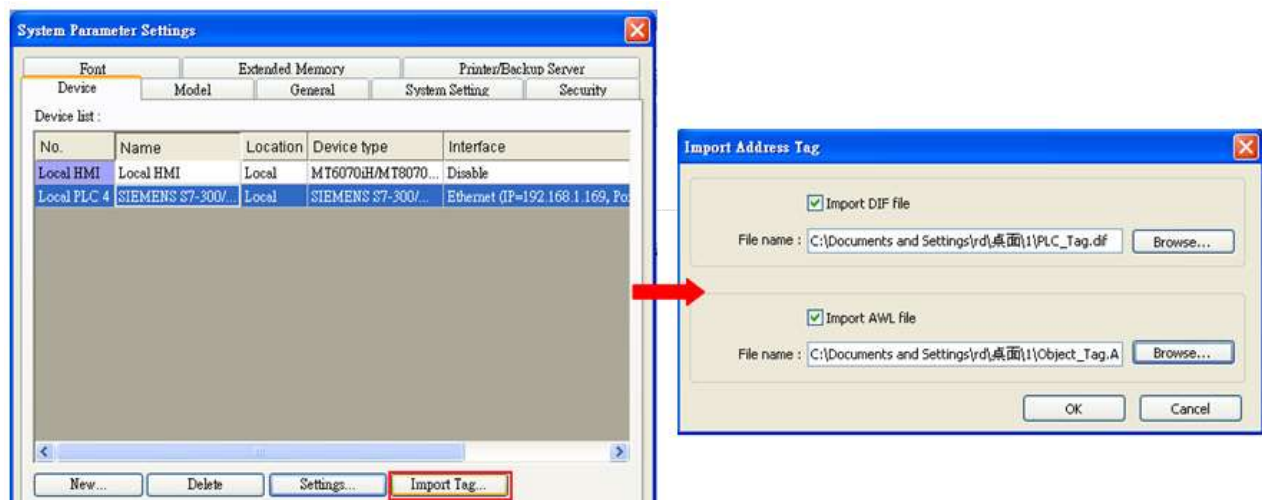 System Parameter Settings
Font Extended Memory Printer/Backup Server
Device Model General System Setting Security
Device list :
No. Name Location Device type Interface
Local HMI Local HMI Local MT6070iH/MT8070... Disable
Local PLC 4 SIEMENS S7-300/... Local SIEMENS S7-300/... Ethernet (IP=192.168.1.169, Po
New... Delete Settings... Import Tag...
Import Address Tag
Import DIF file
File name : C:\Documents and Settings\rd\桌面\1\PLC_Tag.dif Browse...
Import AWL file
File name : C:\Documents and Settings\rd\桌面\1\Object_Tag.A Browse...
OK Cancel